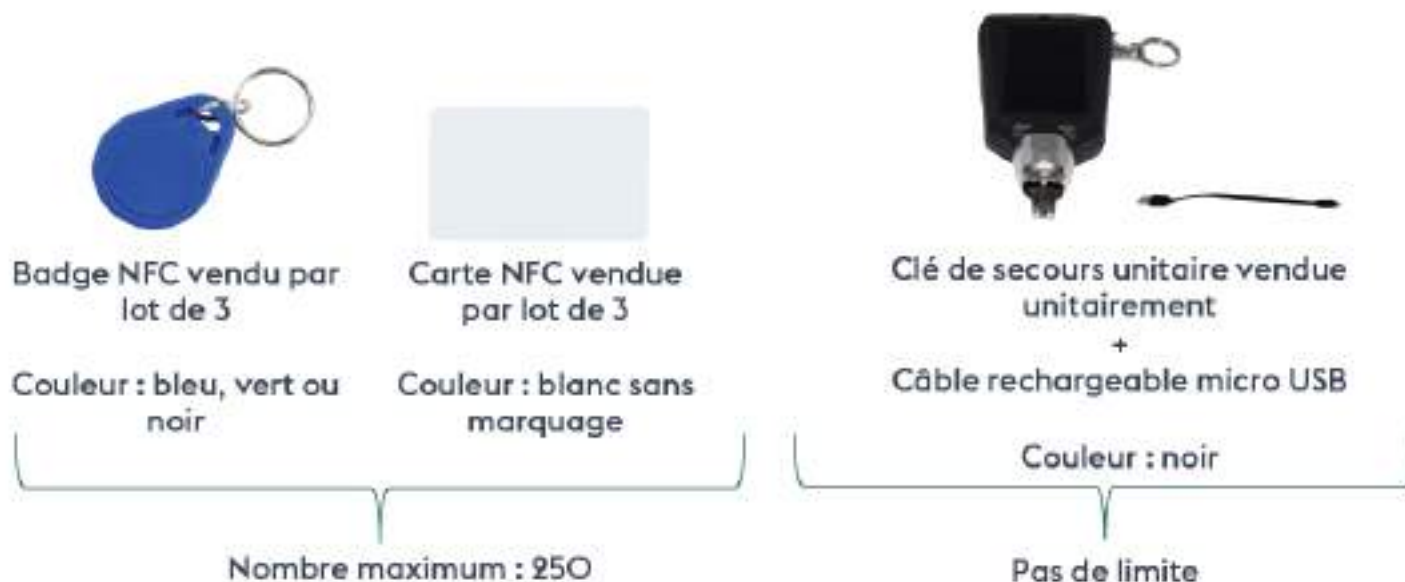 Badge NFC vendu par
lot de 3
Couleur : bleu, vert ou
noir
Carte NFC vendue
par lot de 3
Couleur : blanc sans
marquage
Nombre maximum : 250
Clé de secours unitaire vendue
unitairement
+
Câble rechargeable micro USB
Couleur : noir
Pas de limite